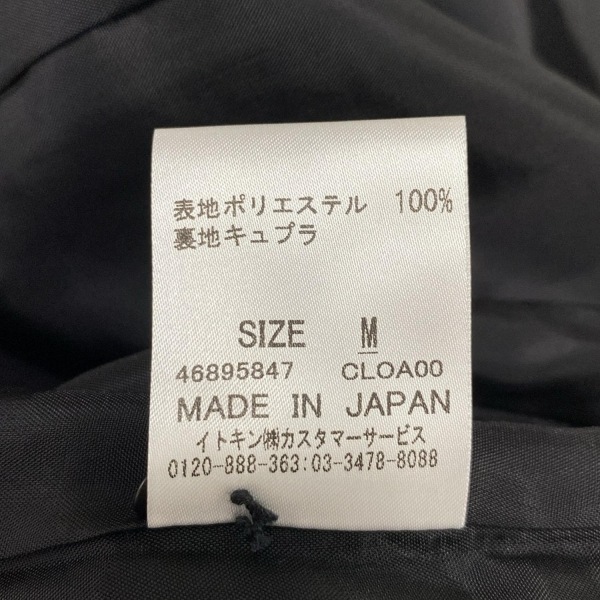 表地ポリエステル 100%
裏地キュプラ
SIZE M
46895847 CLOA00
MADE IN JAPAN
イトキン㈱カスタマーサービス
0120-888-363:03-3478-8088